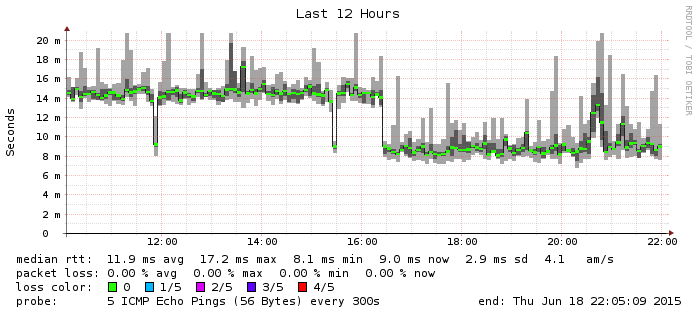 Last 12 Hours
RRDTOOL / TOBI OETIKER
Seconds
20 m
18 m
16 m
14 m
12 m
10 m
8 m
6 m
4 m
2 m
0
12:00 14:00 16:00 18:00 20:00 22:00
median rtt: 11.9 ms avg 17.2 ms max 8.1 ms min 9.0 ms now 2.9 ms sd 4.1 am/s
packet loss: 0.00 % avg 0.00 % max 0.00 % min 0.00 % now
loss color: 0 1/5 2/5 3/5 4/5
probe: 5 ICMP Echo Pings (56 Bytes) every 300s end: Thu Jun 18 22:05:09 2015